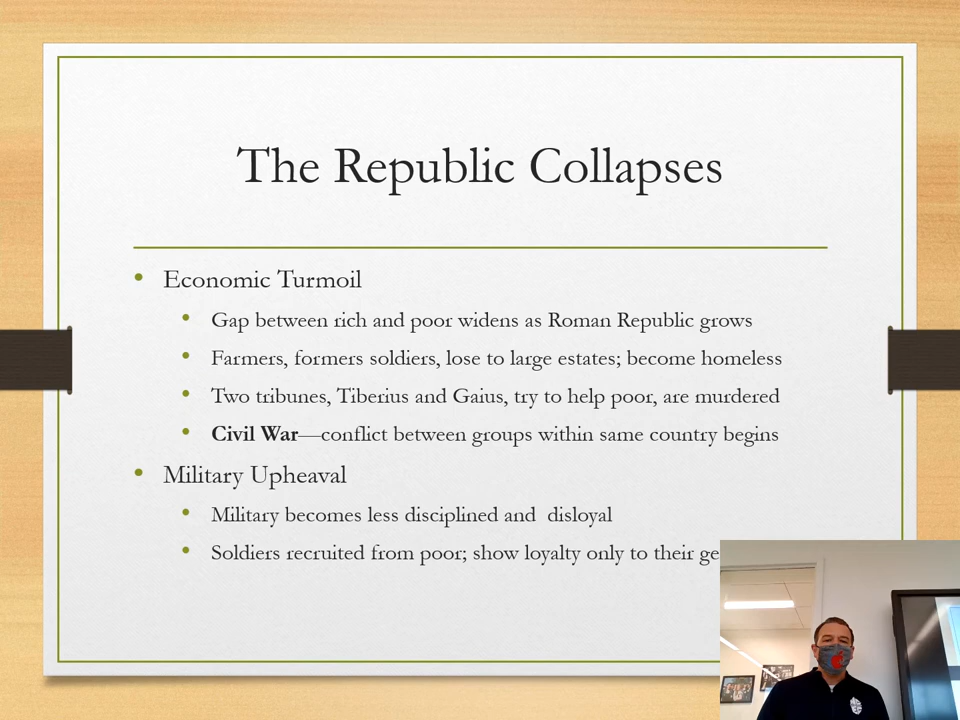 The Republic Collapses
• Economic Turmoil
• Gap between rich and poor widens as Roman Republic grows
• Farmers, formers soldiers, lose to large estates; become homeless
• Two tribunes, Tiberius and Gaius, try to help poor, are murdered
• Civil War—conflict between groups within same country begins
• Military Upheaval
• Military becomes less disciplined and  disloyal
• Soldiers recruited from poor; show loyalty only to their